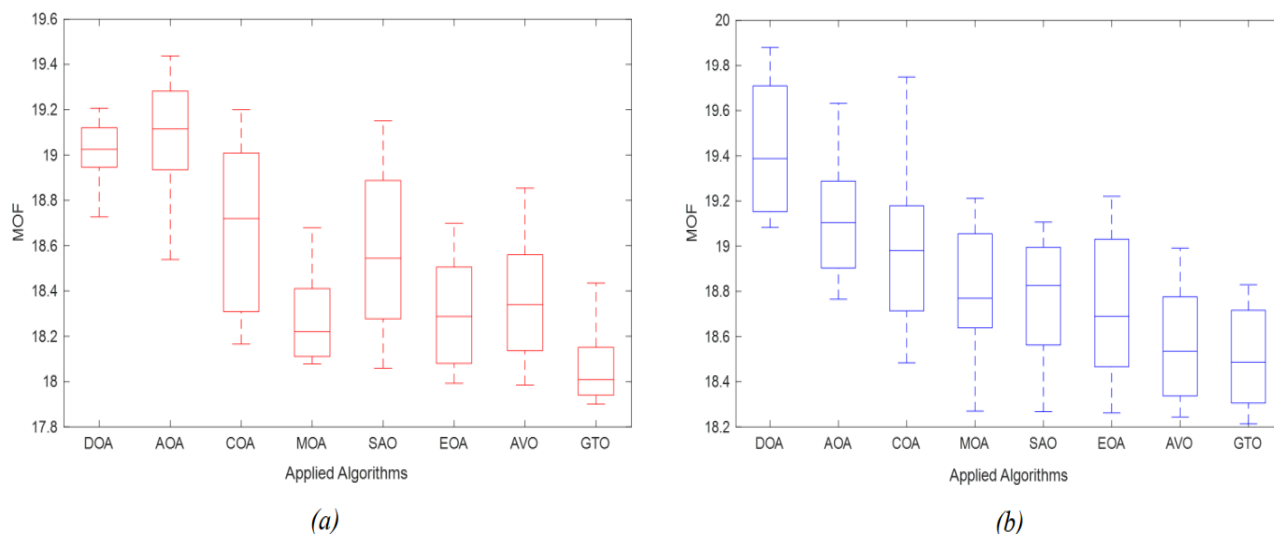 19.6
19.4
19.2
19
18.8
18.6
18.4
18.2
18
17.8
MOF
DOA AOA COA MOA SAO EOA AVO GTO
Applied Algorithms
(a)
20
19.8
19.6
19.4
19.2
19
18.8
18.6
18.4
18.2
MOF
DOA AOA COA MOA SAO EOA AVO GTO
Applied Algorithms
(b)